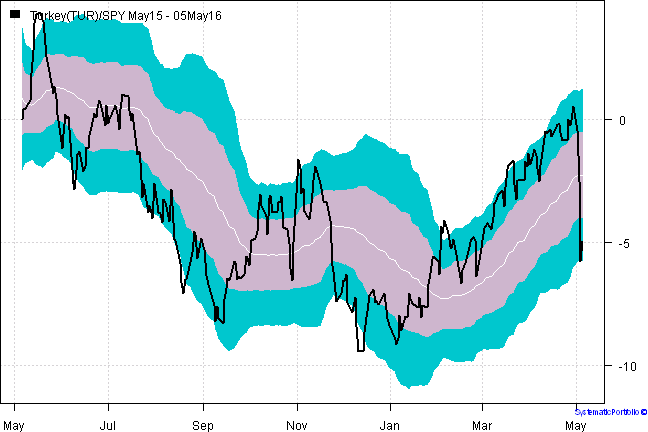 Turkey(TUR)/SPY May15 - 05May16
0
-5
-10
May Jul Sep Nov Jan Mar May
SystematicPortfolio ©